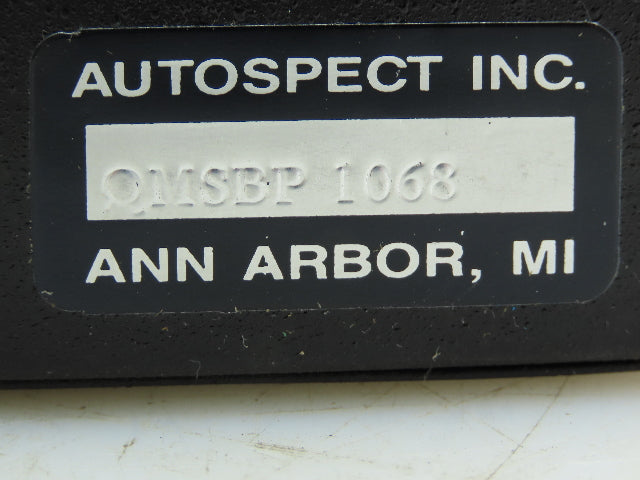 AUTOSPECT INC.
QMSBP 1068
ANN ARBOR, MI